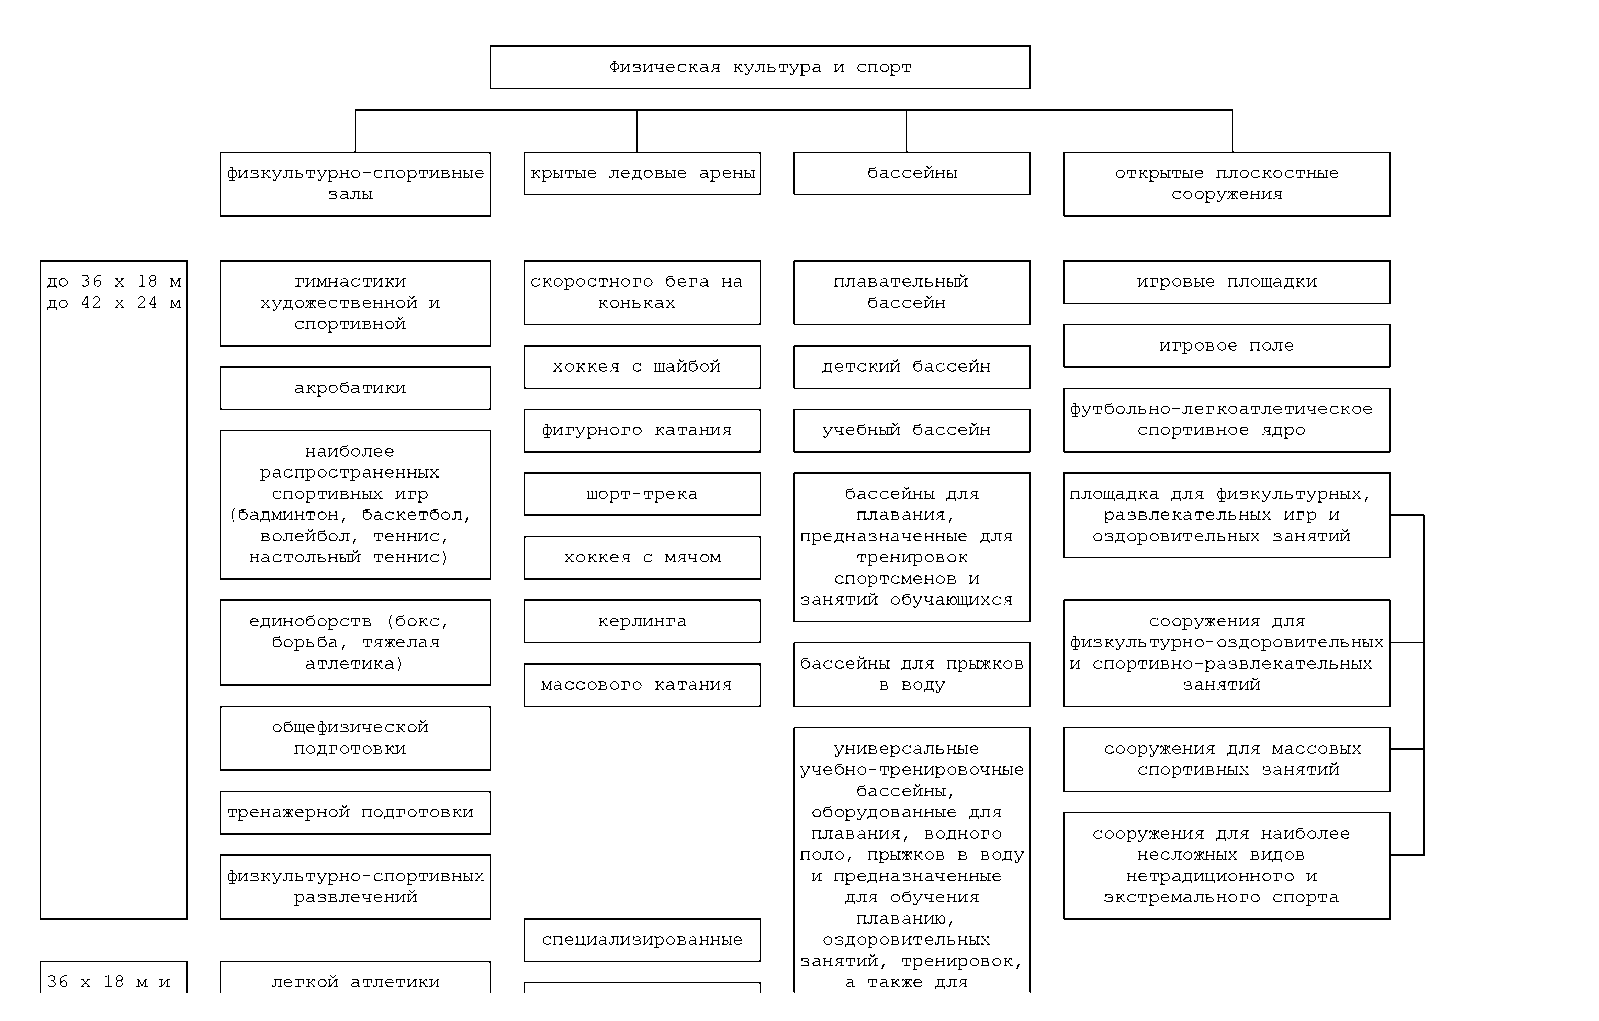 Физическая культура и спорт
физкультурно-спортивные
залы
крытые ледовые арены
бассейны
открытые плоскостные
сооружения
до 36 x 18 м
до 42 x 24 м
гимнастики
художественной и
спортивной
акробатики
наиболее
распространенных
спортивных игр
(бадминтон, баскетбол,
волейбол, теннис,
настольный теннис)
единоборств (бокс,
борьба, тяжелая
атлетика)
общефизической
подготовки
тренажерной подготовки
физкультурно-спортивных
развлечений
скоростного бега на
коньках
хоккея с шайбой
фигурного катания
шорт-трека
хоккея с мячом
керлинга
массового катания
специализированные
плавательный
бассейн
детский бассейн
учебный бассейн
бассейны для
плавания,
предназначенные для
тренировок
спортсменов и
занятий обучающихся
бассейны для прыжков
в воду
универсальные
учебно-тренировочные
бассейны,
оборудованные для
плавания, водного
поло, прыжков в воду
и предназначенные
для обучения
плаванию,
оздоровительных
занятий, тренировок,
а также для
игровые площадки
игровое поле
футбольно-легкоатлетическое
спортивное ядро
площадка для физкультурных,
развлекательных игр и
оздоровительных занятий
сооружения для
физкультурно-оздоровительных
и спортивно-развлекательных
занятий
сооружения для массовых
спортивных занятий
сооружения для наиболее
несложных видов
нетрадиционного и
экстремального спорта
36 x 18 м и
легкой атлетики